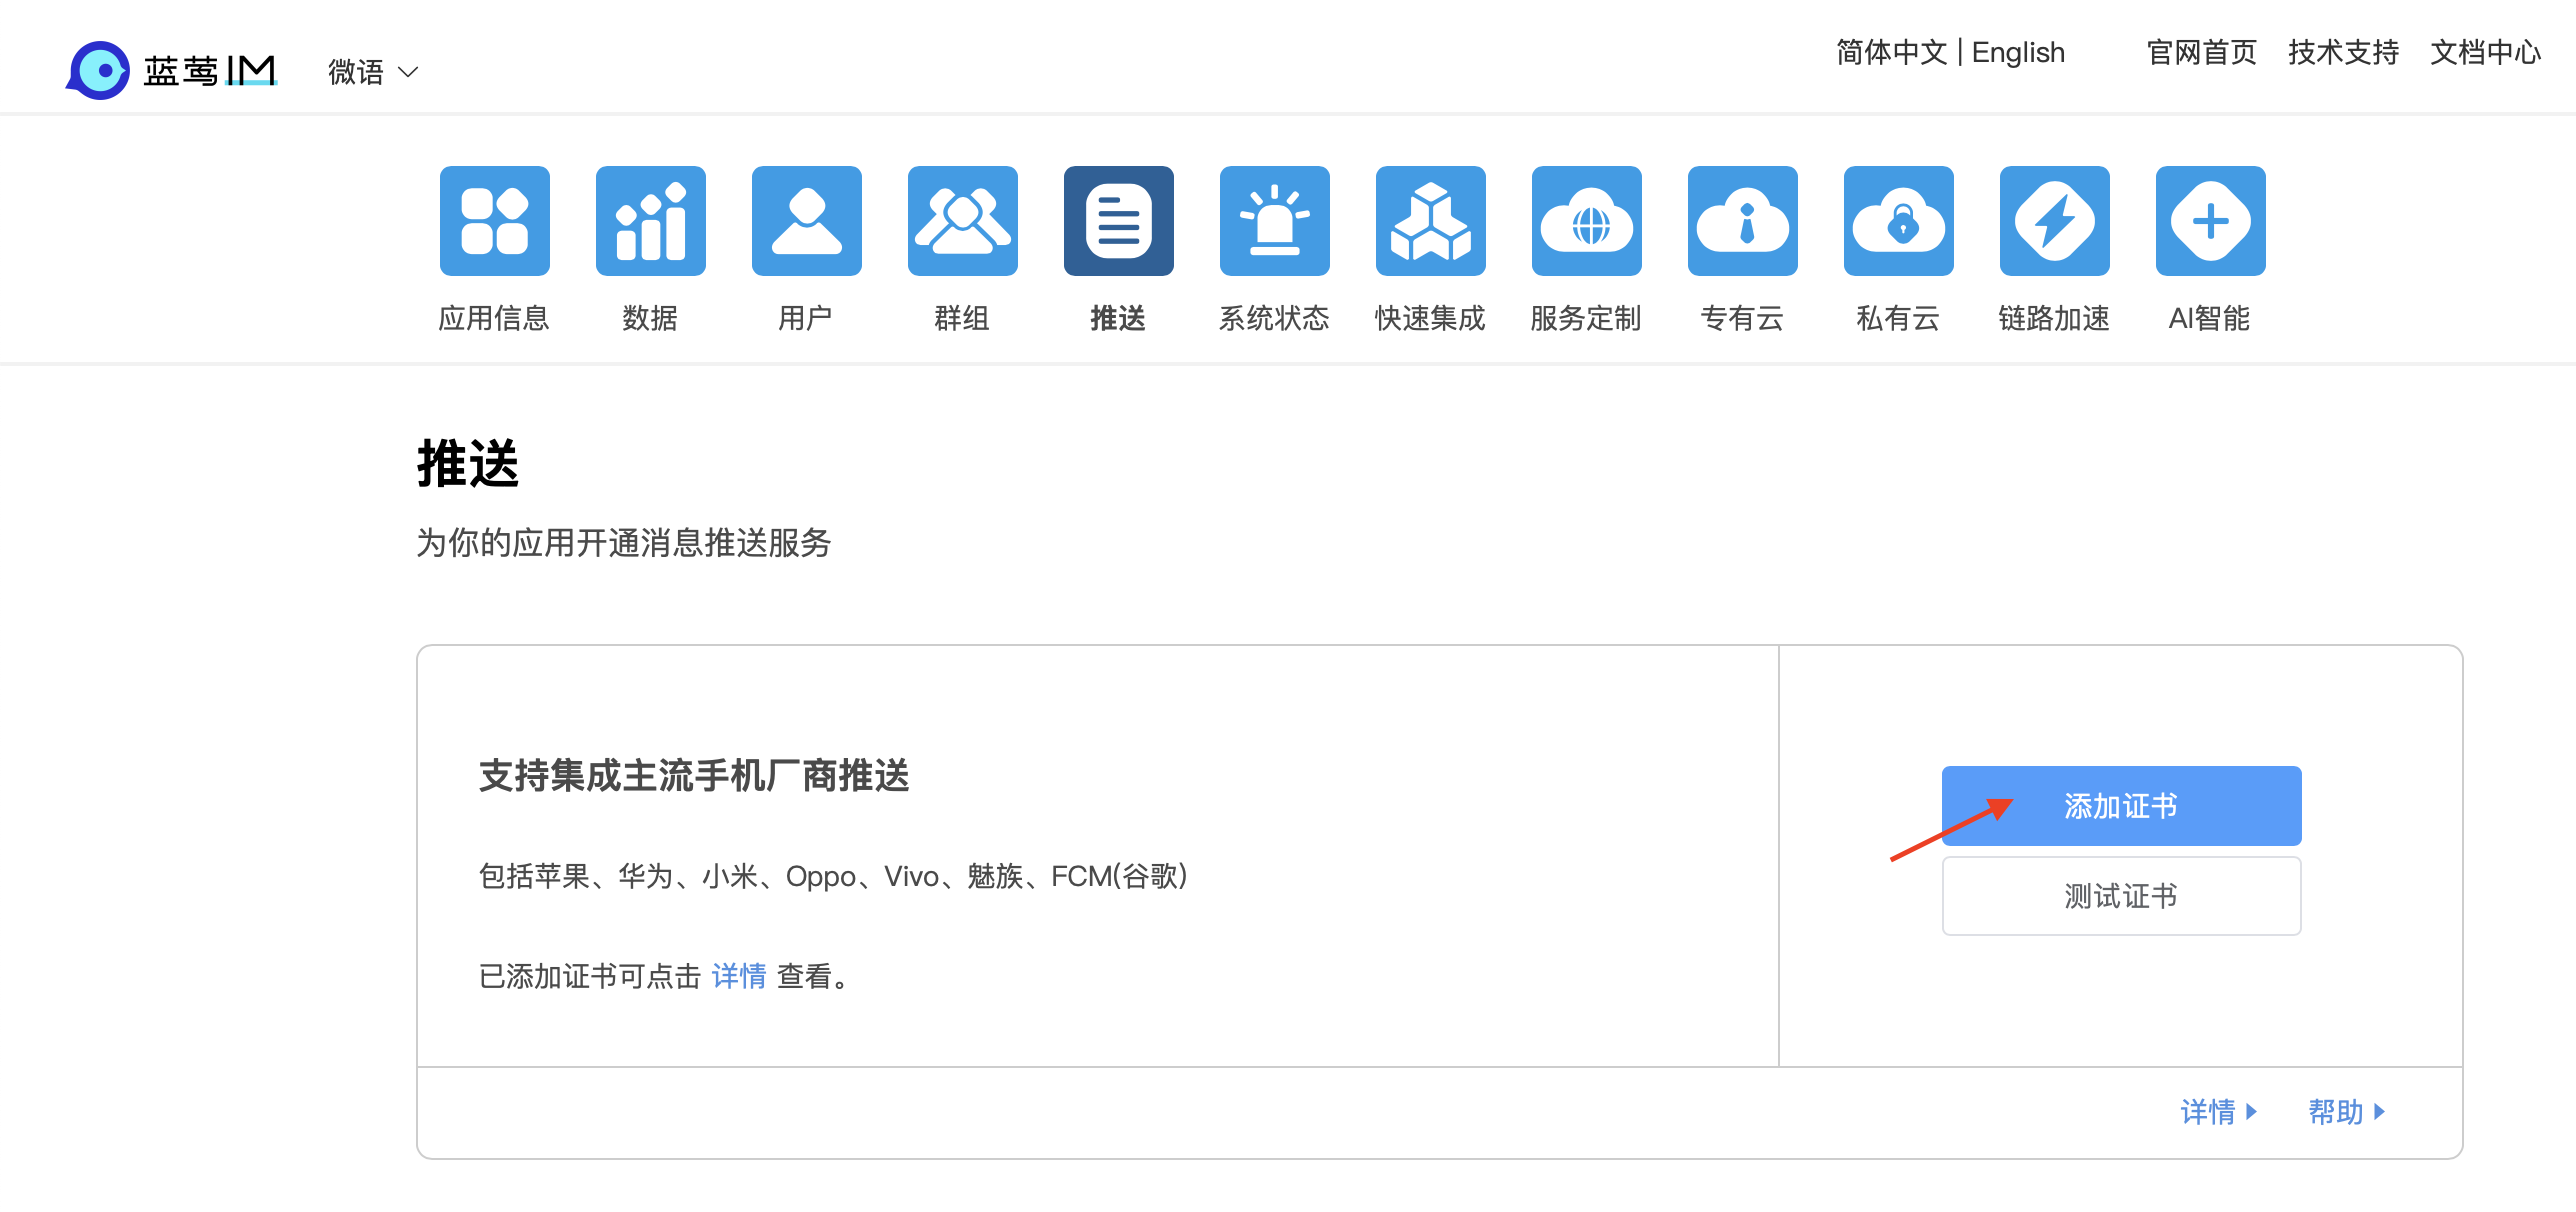 蓝莺IM 微语 简体中文 | English 官网首页 技术支持 文档中心
应用信息 数据 用户 群组 推送 系统状态 快速集成 服务定制 专有云 私有云 链路加速 AI智能
推送
为你的应用开通消息推送服务
支持集成主流手机厂商推送
包括苹果、华为、小米、Oppo、Vivo、魅族、FCM(谷歌)
已添加证书可点击 详情 查看。
添加证书
测试证书
详情 帮助